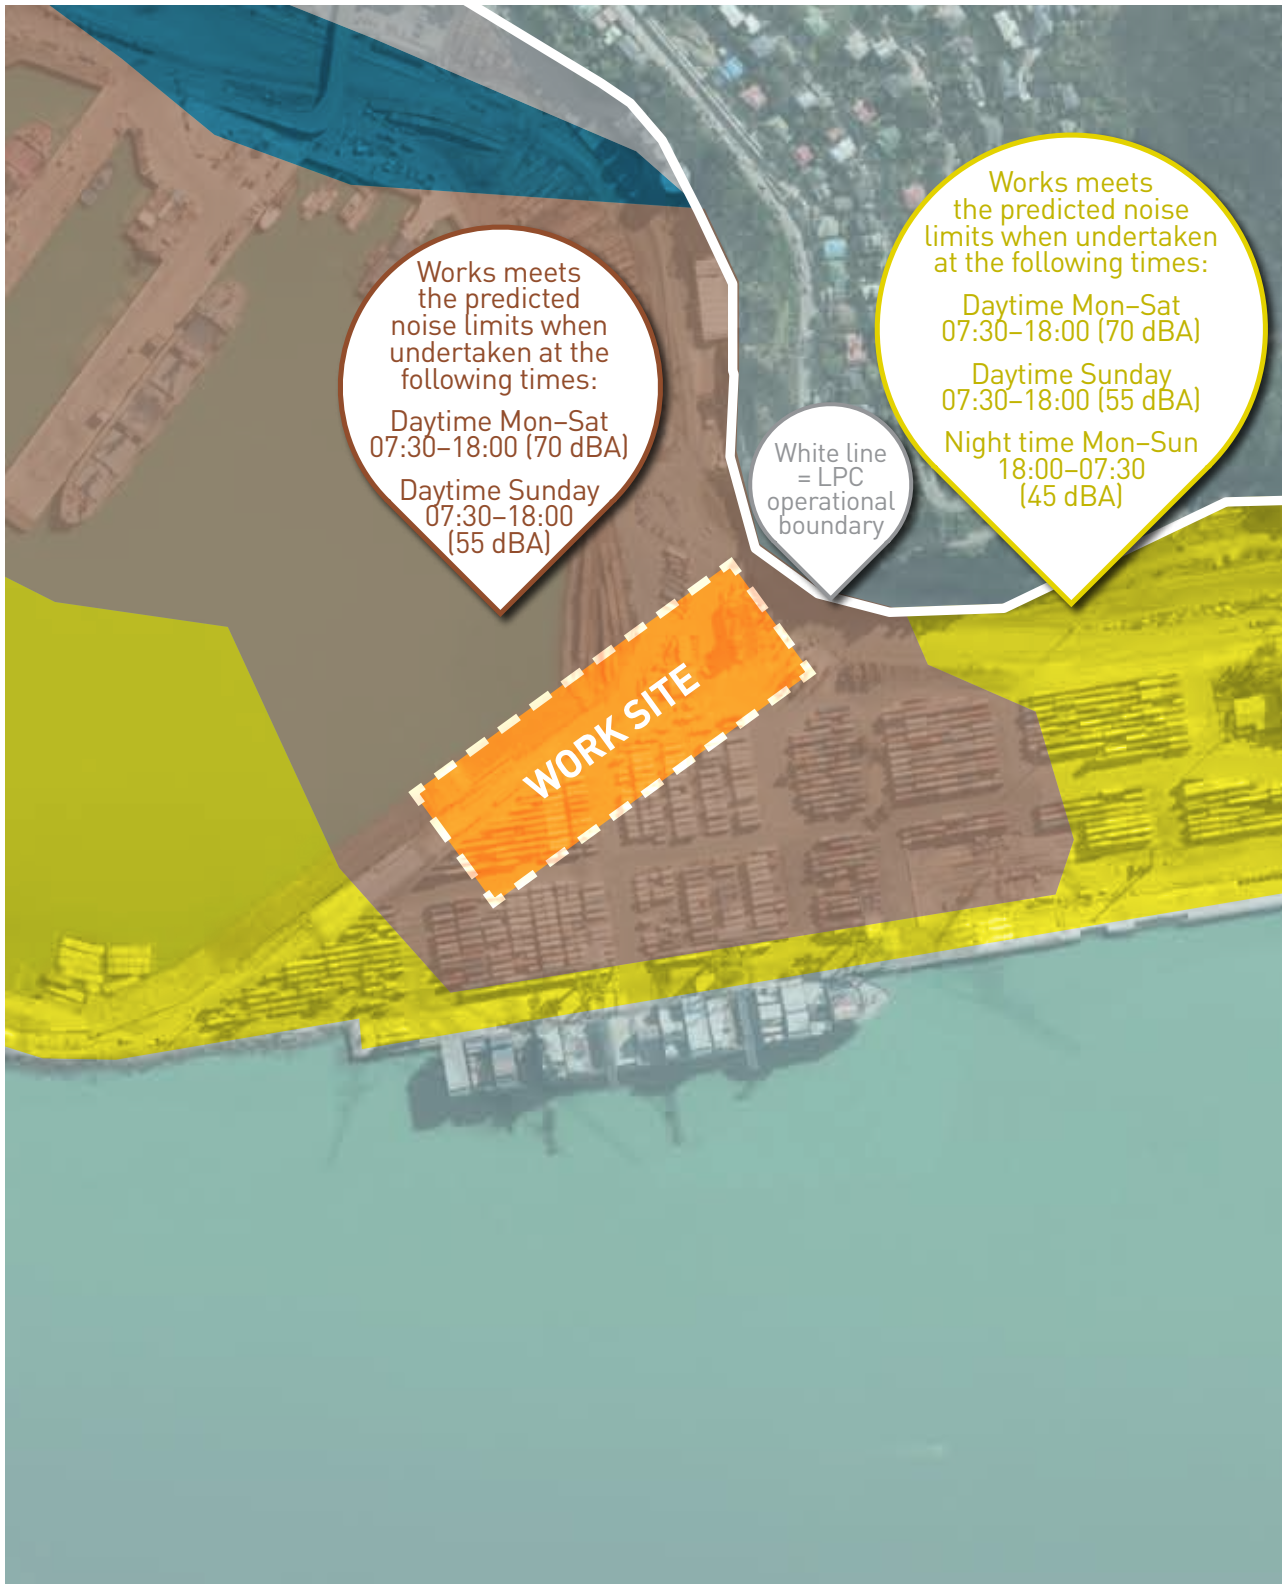 Works meets
the predicted
noise limits when
undertaken at the
following times:
Daytime Mon–Sat
07:30–18:00 (70 dBA)
Daytime Sunday
07:30–18:00
(55 dBA)
White line
= LPC
operational
boundary
Works meets
the predicted noise
limits when undertaken
at the following times:
Daytime Mon–Sat
07:30–18:00 (70 dBA)
Daytime Sunday
07:30–18:00 (55 dBA)
Night time Mon–Sun
18:00–07:30
(45 dBA)
WORK SITE